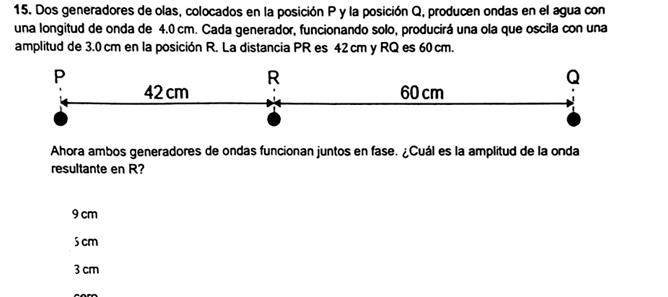 15. Dos generadores de olas, colocados en la posición P y la posición Q, producen ondas en el agua con
una longitud de onda de 4.0 cm. Cada generador, funcionando solo, producirá una ola que oscila con una
amplitud de 3.0 cm en la posición R. La distancia PR es 42 cm y RQ es 60 cm.
P R Q
42 cm 60 cm
Ahora ambos generadores de ondas funcionan juntos en fase. ¿Cuál es la amplitud de la onda
resultante en R?
9 cm
5 cm
3 cm